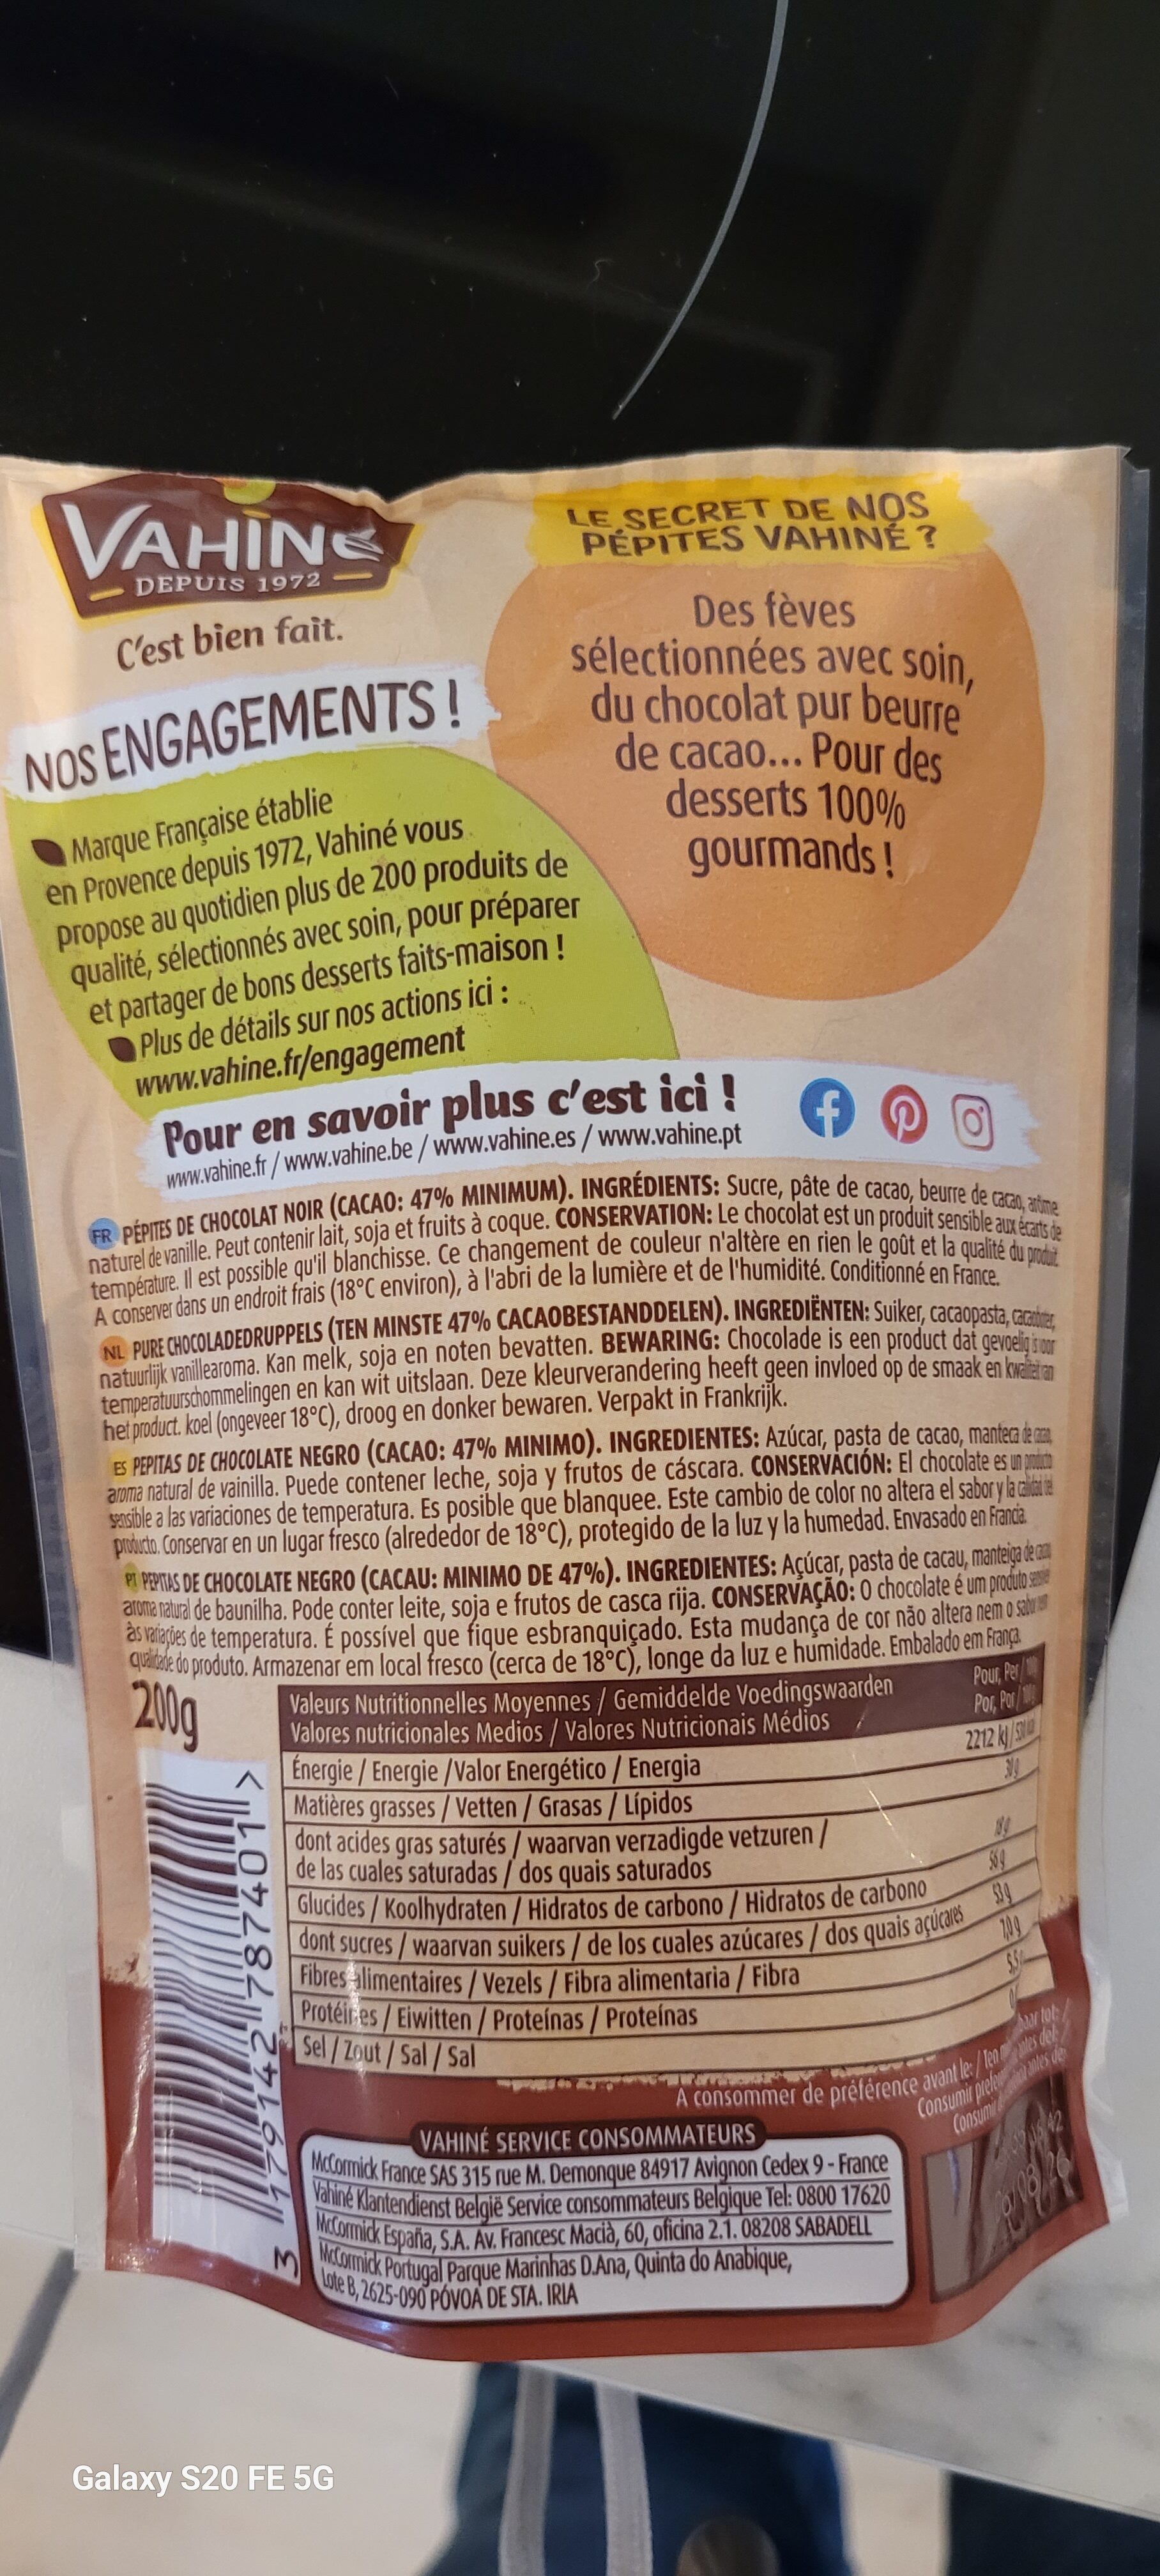 VAHINÉ
DEPUIS 1972
C'est bien fait.
LE SECRET DE NOS
PÉPITES VAHINÉ ?
Des fèves
sélectionnées avec soin,
du chocolat pur beurre
de cacao... Pour des
desserts 100%
gourmands !
NOS ENGAGEMENTS !
Marque Française établie
en Provence depuis 1972, Vahiné vous
propose au quotidien plus de 200 produits de
qualité, sélectionnés avec soin, pour préparer
et partager de bons desserts faits-maison !
Plus de détails sur nos actions ici :
www.vahine.fr/engagement
Pour en savoir plus c'est ici !
www.vahine.fr / www.vahine.be / www.vahine.es / www.vahine.pt
FR PÉPITES DE CHOCOLAT NOIR (CACAO: 47% MINIMUM). INGRÉDIENTS: Sucre, pâte de cacao, beurre de cacao, arôme
naturel de vanille. Peut contenir lait, soja et fruits à coque. CONSERVATION: Le chocolat est un produit sensible aux écarts de
température. Il est possible qu'il blanchisse. Ce changement de couleur n'altère en rien le goût et la qualité du produit.
A conserver dans un endroit frais (18°C environ), à l'abri de la lumière et de l'humidité. Conditionné en France.
NL PURE CHOCOLADEDRUPPELS (TEN MINSTE 47% CACAOBESTANDDELEN). INGREDIËNTEN: Suiker, cacaopasta, cacaoboter,
natuurlijk vanillearoma. Kan melk, soja en noten bevatten. BEWARING: Chocolade is een product dat gevoelig is voor
temperatuurschommelingen en kan wit uitslaan. Deze kleurverandering heeft geen invloed op de smaak en kwaliteit van
het product. koel (ongeveer 18°C), droog en donker bewaren. Verpakt in Frankrijk.
ES PEPITAS DE CHOCOLATE NEGRO (CACAO: 47% MINIMO). INGREDIENTES: Azúcar, pasta de cacao, manteca de cacao,
aroma natural de vainilla. Puede contener leche, soja y frutos de cáscara. CONSERVACIÓN: El chocolate es un producto
sensible a las variaciones de temperatura. Es posible que blanquee. Este cambio de color no altera el sabor y la calidad del
producto. Conservar en un lugar fresco (alrededor de 18°C), protegido de la luz y la humedad. Envasado en Francia.
PT PEPITAS DE CHOCOLATE NEGRO (CACAU: MINIMO DE 47%). INGREDIENTES: Açúcar, pasta de cacau, manteiga de cacau
aroma natural de baunilha. Pode conter leite, soja e frutos de casca rija. CONSERVAÇÃO: O chocolate é um produto
às variações de temperatura. É possível que fique esbranquiçado. Esta mudança de cor não altera nem o sabor nem
qualidade do produto. Armazenar em local fresco (cerca de 18°C), longe da luz e humidade. Embalado em França.
200g
Valeurs Nutritionnelles Moyennes / Gemiddelde Voedingswaarden Pour, Per /
Valores nutricionales Medios / Valores Nutricionais Médios Por, Por /
Énergie / Energie /Valor Energético / Energia 2212 kJ /
Matières grasses / Vetten / Grasas / Lípidos
dont acides gras saturés / waarvan verzadigde vetzuren /
de las cuales saturadas / dos quais saturados 18 g
Glucides / Koolhydraten / Hidratos de carbono / Hidratos de carbono 56 g
dont sucres / waarvan suikers / de los cuales azúcares / dos quais açúcares 53 g
Fibres alimentaires / Vezels / Fibra alimentaria / Fibra 7,0 g
Protéines / Eiwitten / Proteínas / Proteínas 5,5
Sel / Zout / Sal / Sal
3 179142 787401 >
A consommer de préférence avant le: / Ten
Consumir
VAHINÉ SERVICE CONSOMMATEURS
McCormick France SAS 315 rue M. Demonque 84917 Avignon Cedex 9 - France
Vahiné Klantendienst België Service consommateurs Belgique Tel: 0800 17620
McCormick España, S.A. Av. Francesc Macià, 60, oficina 2.1. 08208 SABADELL
McCormick Portugal Parque Marinhas D.Ana, Quinta do Anabique,
Lote B, 2625-090 PÓVOA DE STA. IRIA
Galaxy S20 FE 5G